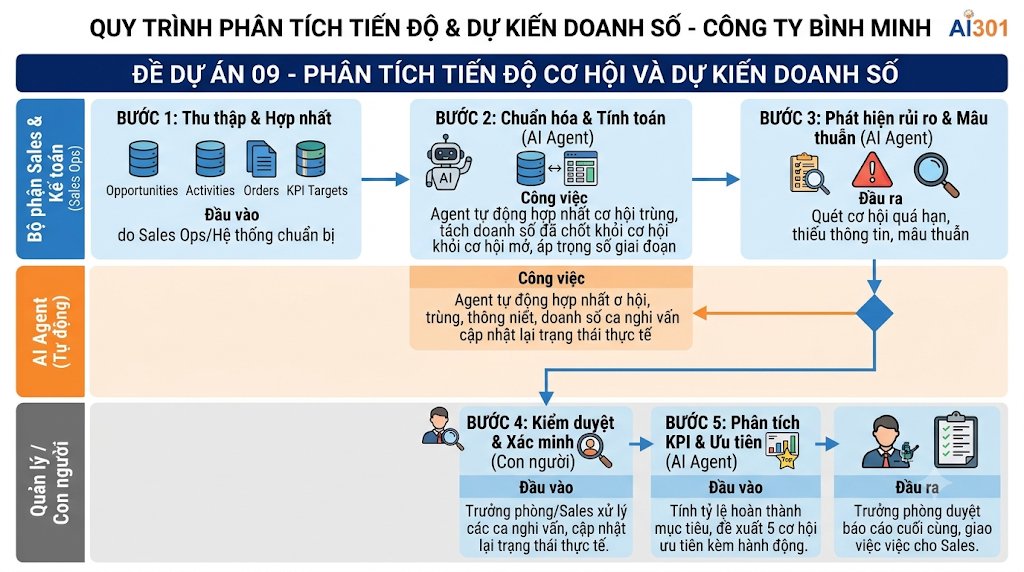 QUY TRÌNH PHÂN TÍCH TIẾN ĐỘ & DỰ KIẾN DOANH SỐ - CÔNG TY BÌNH MINH
AI301
ĐỀ DỰ ÁN 09 - PHÂN TÍCH TIẾN ĐỘ CƠ HỘI VÀ DỰ KIẾN DOANH SỐ
Bộ phận Sales &
Kế toán
(Sales Ops)
BƯỚC 1: Thu thập & Hợp nhất
Opportunities
Activities
Orders
KPI Targets
Đầu vào
do Sales Ops/Hệ thống chuẩn bị
BƯỚC 2: Chuẩn hóa & Tính toán
(AI Agent)
AI
Công việc
Agent tự động hợp nhất cơ hội trùng,
tách doanh số đã chốt khỏi cơ hội
khỏi cơ hội mở, áp trọng số giai đoạn
BƯỚC 3: Phát hiện rủi ro & Mâu
thuẫn (AI Agent)
Đầu ra
Quét cơ hội quá hạn,
thiếu thông tin, mâu thuẫn
AI Agent
(Tự động)
Công việc
Agent tự động hợp nhất ơ hội,
trùng, thông niết, doanh số ca nghi vấn
cập nhật lại trạng thái thực tế
Quản lý /
Con người
BƯỚC 4: Kiểm duyệt
& Xác minh
(Con người)
Đầu vào
Trưởng phòng/Sales xử lý
các ca nghi vấn, cập nhật
lại trạng thái thực tế.
BƯỚC 5: Phân tích
KPI & Ưu tiên
(AI Agent)
TOP
Đầu vào
Tính tỷ lệ hoàn thành
mục tiêu, đề xuất 5 cơ hội
ưu tiên kèm hành động.
Đầu ra
Trưởng phòng duyệt
báo cáo cuối cùng, giao
việc việc cho Sales.